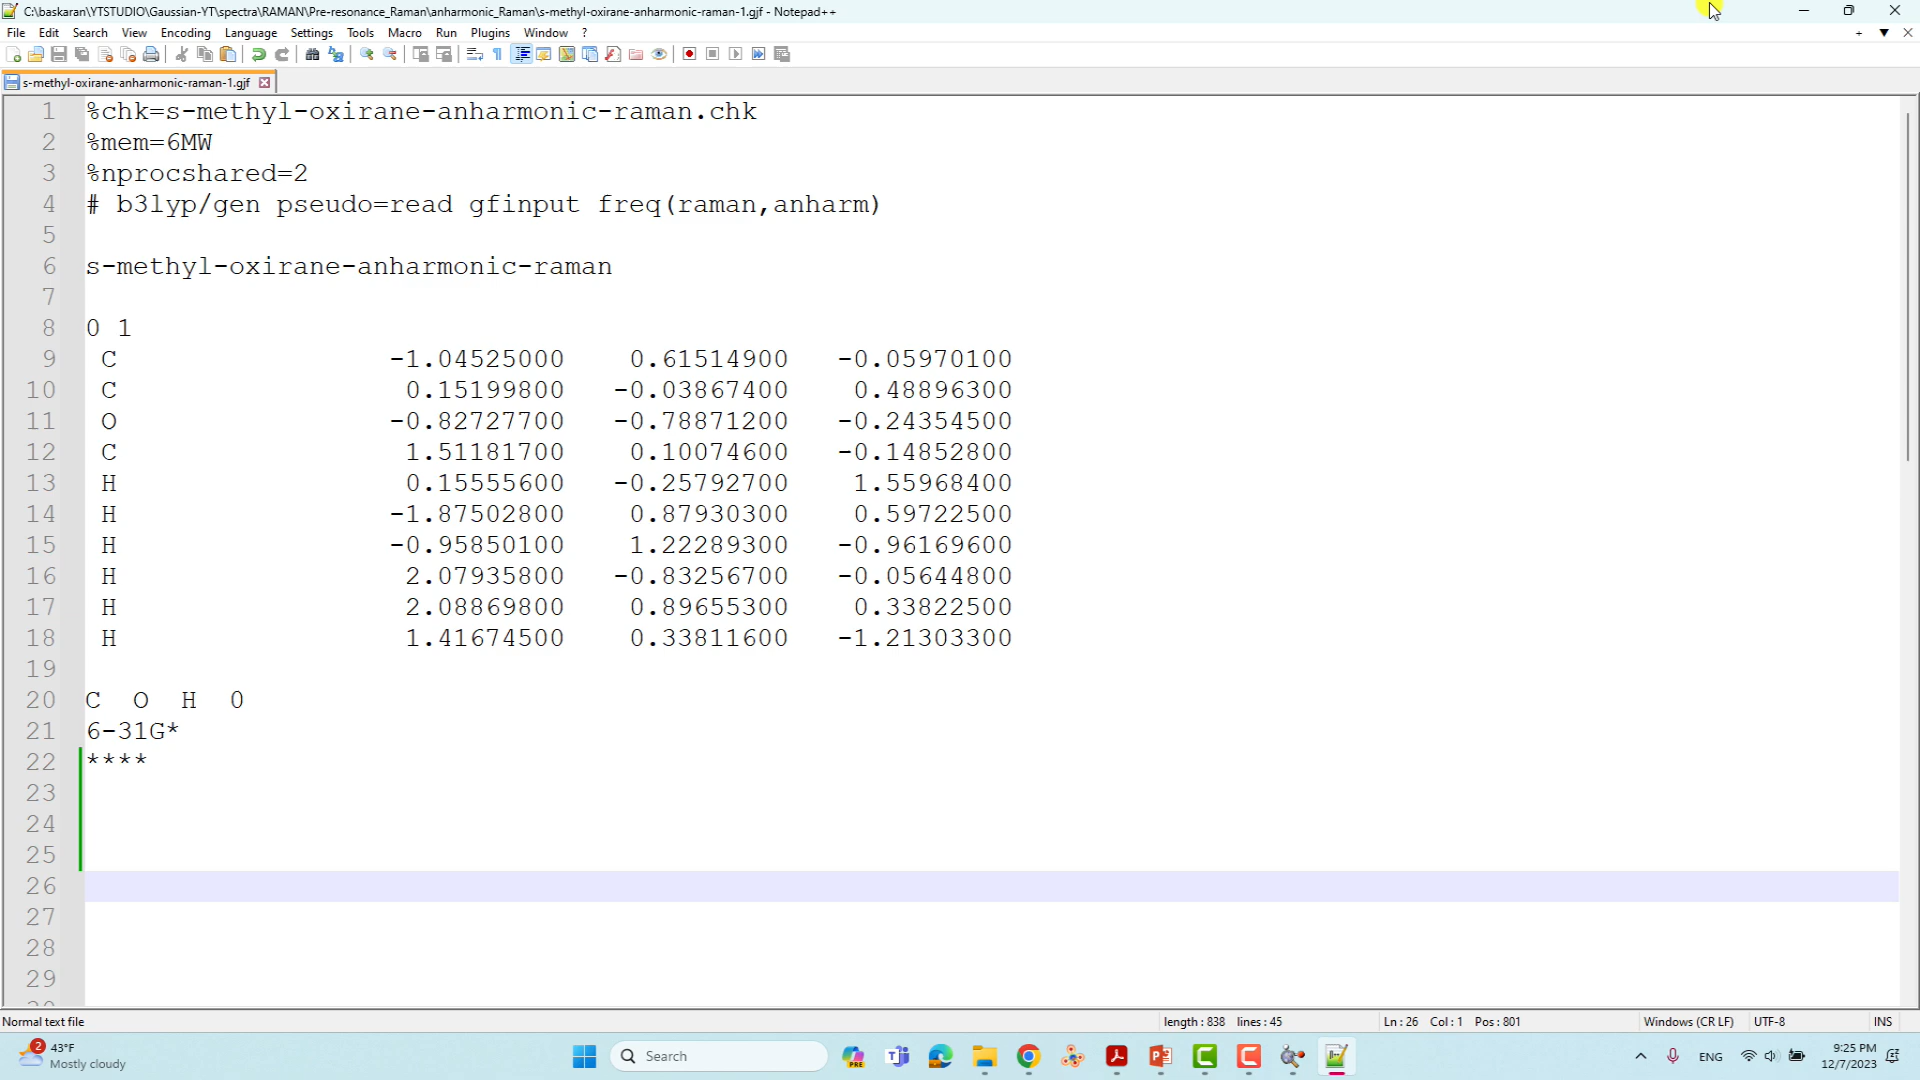 C:\baskaran\YTSTUDIO\Gaussian-YT\spectra\RAMAN\Pre-resonance_Raman\anharmonic_Raman\s-methyl-oxirane-anharmonic-raman-1.gjf - Notepad++
File Edit Search View Encoding Language Settings Tools Macro Run Plugins Window ?
s-methyl-oxirane-anharmonic-raman-1.gjf
1 %chk=s-methyl-oxirane-anharmonic-raman.chk
2 %mem=6MW
3 %nprocshared=2
4 # b3lyp/gen pseudo=read gfinput freq(raman,anharm)
5
6 s-methyl-oxirane-anharmonic-raman
7
8 0 1
9 C -1.04525000 0.61514900 -0.05970100
10 C 0.15199800 -0.03867400 0.48896300
11 O -0.82727700 -0.78871200 -0.24354500
12 C 1.51181700 0.10074600 -0.14852800
13 H 0.15555600 -0.25792700 1.55968400
14 H -1.87502800 0.87930300 0.59722500
15 H -0.95850100 1.22289300 -0.96169600
16 H 2.07935800 -0.83256700 -0.05644800
17 H 2.08869800 0.89655300 0.33822500
18 H 1.41674500 0.33811600 -1.21303300
19
20 C O H 0
21 6-31G*
22 ****
23
24
25
26
27
28
29
Normal text file length : 838 lines : 45 Ln : 26 Col : 1 Pos : 801 Windows (CR LF) UTF-8 INS
2 43°F
Mostly cloudy
Search
PRE
ENG
9:25 PM
12/7/2023